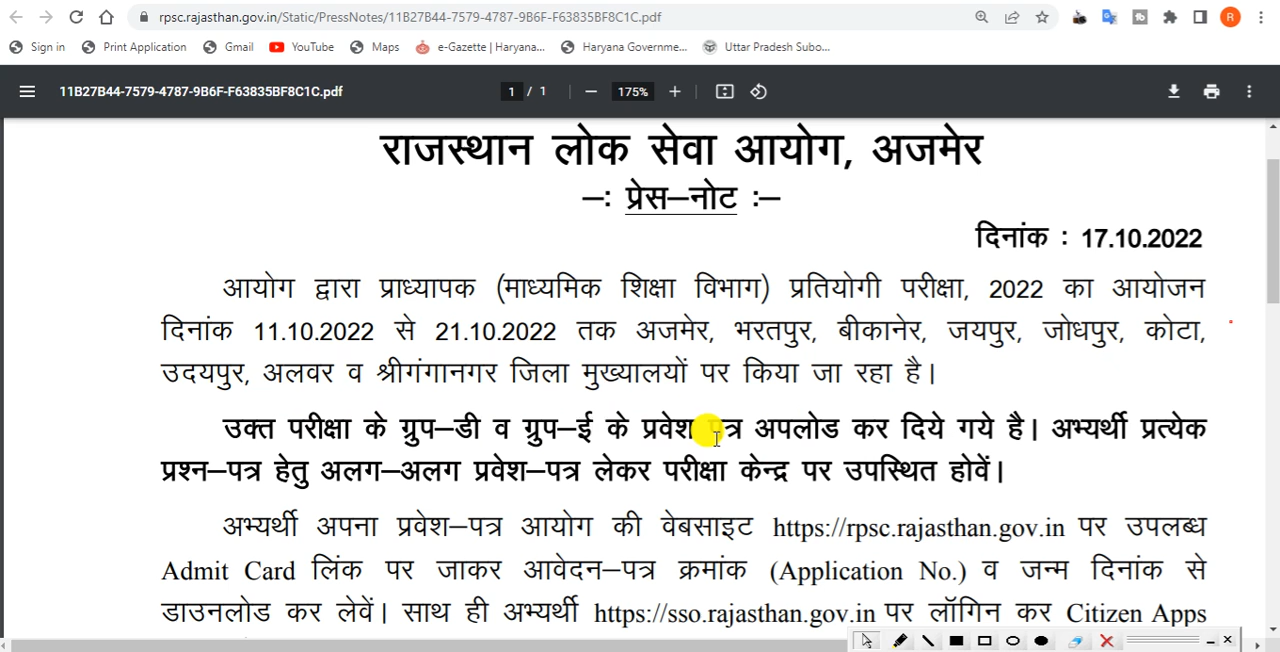 rpsc.rajasthan.gov.in/Static/PressNotes/11B27B44-7579-4787-9B6F-F63835BF8C1C.pdf
R
Sign in Print Application Gmail YouTube Maps e-Gazette | Haryana... Haryana Governme... Uttar Pradesh Subo...
11B27B44-7579-4787-9B6F-F63835BF8C1C.pdf 1 / 1 175%
राजस्थान लोक सेवा आयोग, अजमेर
–: प्रेस–नोट :–
दिनांक : 17.10.2022
आयोग द्वारा प्राध्यापक (माध्यमिक शिक्षा विभाग) प्रतियोगी परीक्षा, 2022 का आयोजन
दिनांक 11.10.2022 से 21.10.2022 तक अजमेर, भरतपुर, बीकानेर, जयपुर, जोधपुर, कोटा,
उदयपुर, अलवर व श्रीगंगानगर जिला मुख्यालयों पर किया जा रहा है।
उक्त परीक्षा के ग्रुप–डी व ग्रुप–ई के प्रवेश पत्र अपलोड कर दिये गये है। अभ्यर्थी प्रत्येक
प्रश्न–पत्र हेतु अलग–अलग प्रवेश–पत्र लेकर परीक्षा केन्द्र पर उपस्थित होवें।
अभ्यर्थी अपना प्रवेश–पत्र आयोग की वेबसाइट https://rpsc.rajasthan.gov.in पर उपलब्ध
Admit Card लिंक पर जाकर आवेदन–पत्र क्रमांक (Application No.) व जन्म दिनांक से
डाउनलोड कर लेवें। साथ ही अभ्यर्थी https://sso.rajasthan.gov.in पर लॉगिन कर Citizen Apps